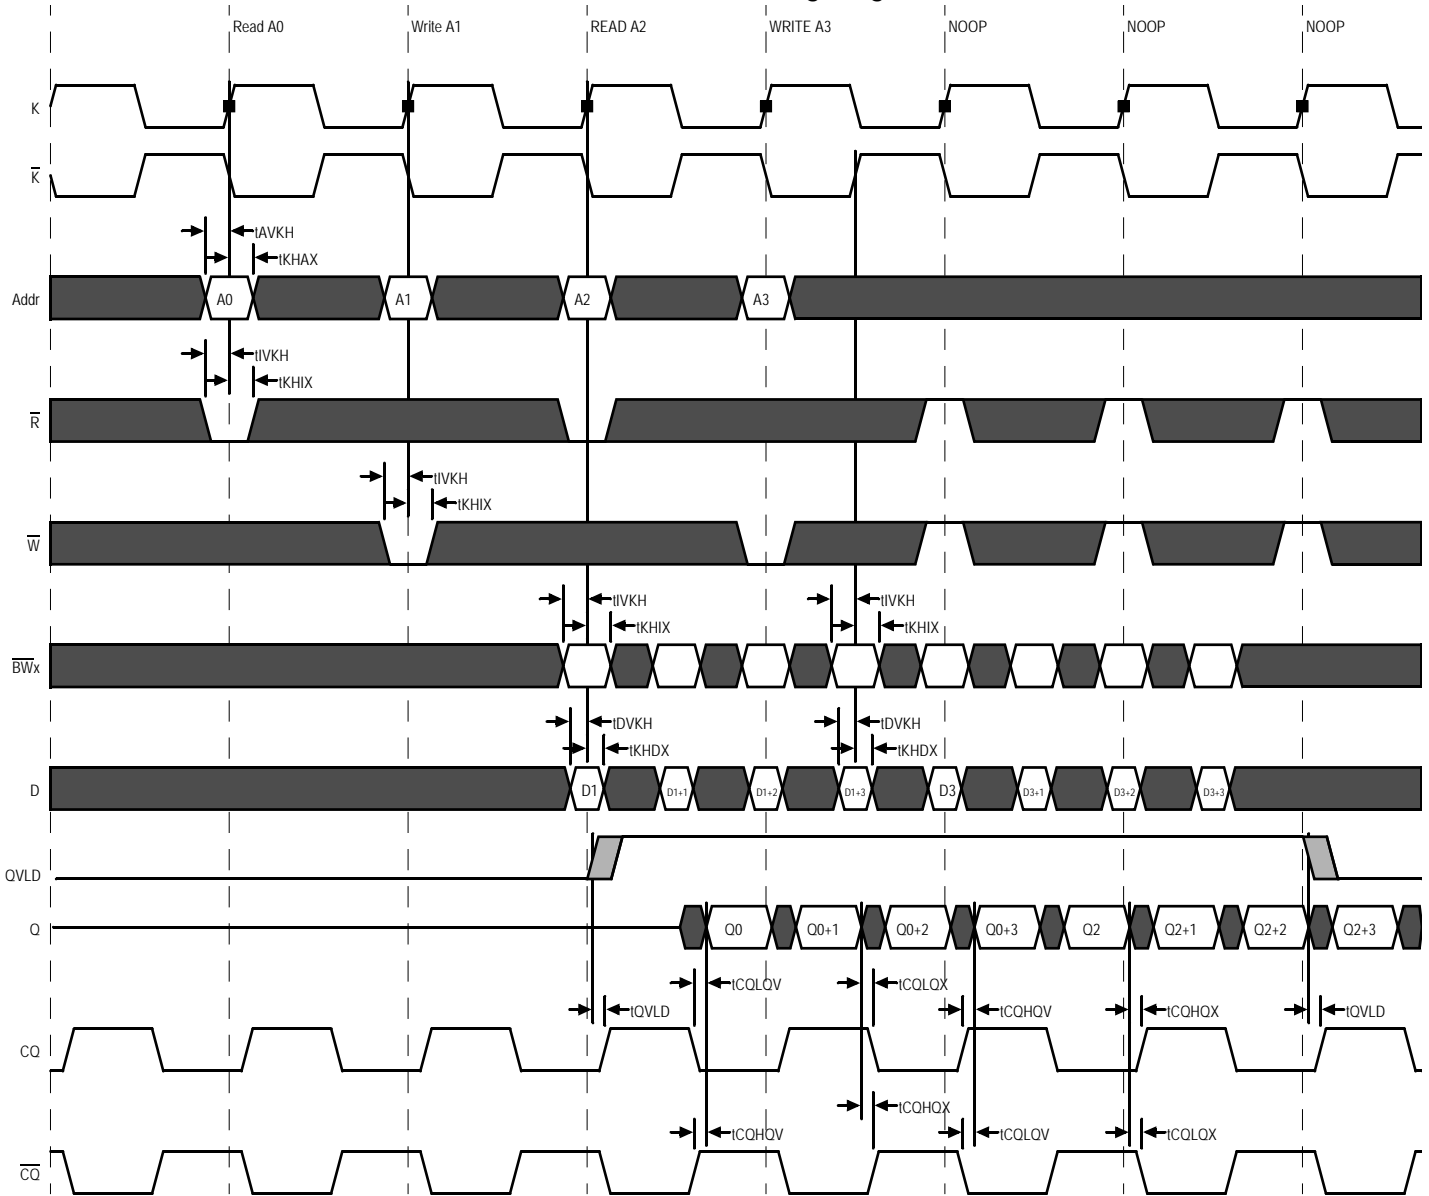 Read A0 Write A1 READ A2 WRITE A3 NOOP NOOP NOOP
K
K
tAVKH
tKHAX
Addr A0 A1 A2 A3
tIVKH
tKHIX
R
tIVKH
tKHIX
W
tIVKH tIVKH
tKHIX tKHIX
BWx
tDVKH tDVKH
tKHDX tKHDX
D D1 D1+1 D1+2 D1+3 D3 D3+1 D3+2 D3+3
QVLD
Q Q0 Q0+1 Q0+2 Q0+3 Q2 Q2+1 Q2+2 Q2+3
tCQLQV tCQLQX
tQVLD tCQHQV tCQHQX tQVLD
CQ
tCQHQX
tCQHQV tCQLQV tCQLQX
CQ